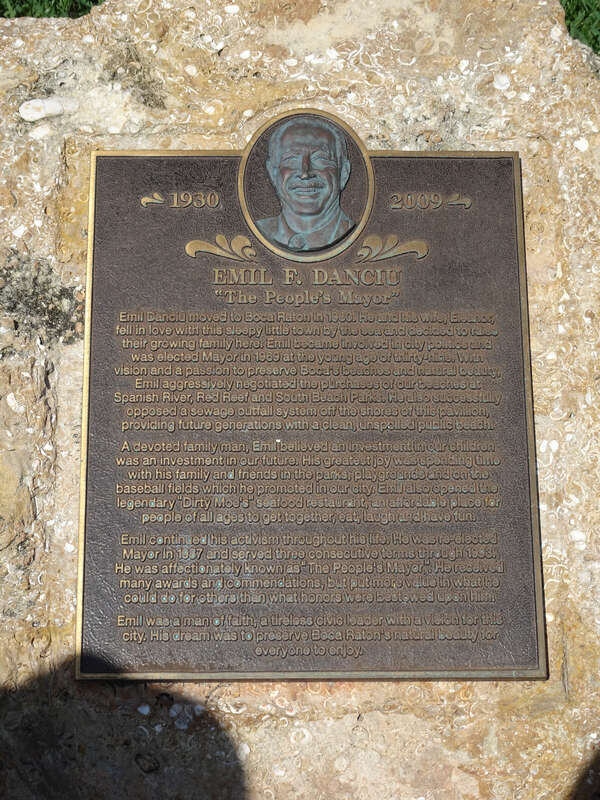 1930 2009
EMIL F. DANCIU
"The People's Mayor"
Emil Danciu moved to Boca Raton in 1960. He and his wife, Eleanor,
fell in love with this sleepy little town by the sea and decided to raise
their growing family here. Emil became involved in city politics and
was elected Mayor in 1969 at the young age of thirty-nine. With
vision and a passion to preserve Boca's beaches and natural beauty,
Emil aggressively negotiated the purchases of our beaches at
Spanish River, Red Reef and South Beach Park. He also successfully
opposed a sewage outfall system off the shores of this pavilion,
providing future generations with a clean, unspoiled public beach.
A devoted family man, Emil believed an investment in our children
was an investment in our future. His greatest joy was spending time
with his family and friends in the parks, playgrounds and on the
baseball fields which he promoted in our city. Emil also opened the
legendary "Dirty Moe's" seafood restaurant, an affordable place for
people of all ages to get together, eat, laugh and have fun.
Emil continued his activism throughout his life. He was re-elected
Mayor in 1987 and served three consecutive terms through 1993.
He was affectionately known as "The People's Mayor". He received
many awards and commendations, but put more value in what he
could do for others than what honors were bestowed upon him.
Emil was a man of faith, a tireless civic leader with a vision for this
city. His dream was to preserve Boca Raton's natural beauty for
everyone to enjoy.